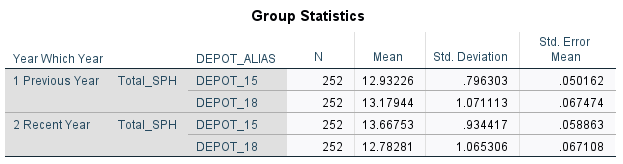 Group Statistics
Std. Error
Year Which Year DEPOT_ALIAS N Mean Std. Deviation Mean
1 Previous Year Total_SPH DEPOT_15 252 12.93226 .796303 .050162
DEPOT_18 252 13.17944 1.071113 .067474
2 Recent Year Total_SPH DEPOT_15 252 13.66753 .934417 .058863
DEPOT_18 252 12.78281 1.065306 .067108